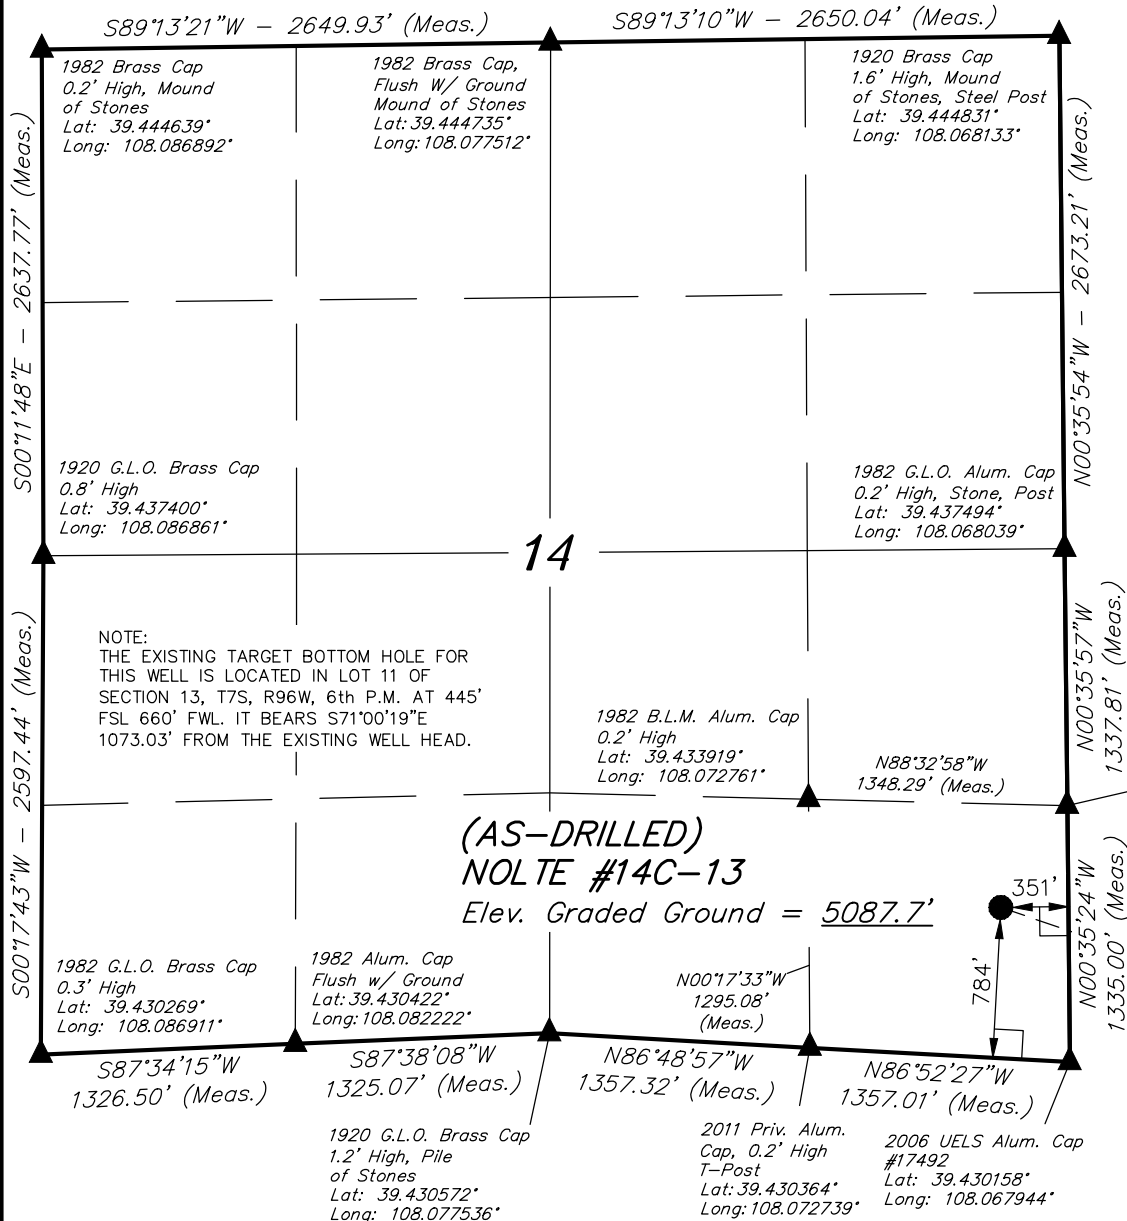 S89°13'21"W - 2649.93' (Meas.)
S89°13'10"W - 2650.04' (Meas.)
1982 Brass Cap
0.2' High, Mound
of Stones
Lat: 39.444639°
Long: 108.086892°
1982 Brass Cap,
Flush W/ Ground
Mound of Stones
Lat: 39.444735°
Long: 108.077512°
1920 Brass Cap
1.6' High, Mound
of Stones, Steel Post
Lat: 39.444831°
Long: 108.068133°
S00°11'48"E - 2637.77' (Meas.)
N00°35'54"W - 2673.21' (Meas.)
1920 G.L.O. Brass Cap
0.8' High
Lat: 39.437400°
Long: 108.086861°
1982 G.L.O. Alum. Cap
0.2' High, Stone, Post
Lat: 39.437494°
Long: 108.068039°
14
NOTE:
THE EXISTING TARGET BOTTOM HOLE FOR
THIS WELL IS LOCATED IN LOT 11 OF
SECTION 13, T7S, R96W, 6th P.M. AT 445'
FSL 660' FWL. IT BEARS S71°00'19"E
1073.03' FROM THE EXISTING WELL HEAD.
S00°17'43"W - 2597.44' (Meas.)
N00°35'57"W
1337.81' (Meas.)
1982 B.L.M. Alum. Cap
0.2' High
Lat: 39.433919°
Long: 108.072761°
N88°32'58"W
1348.29' (Meas.)
(AS-DRILLED)
NOLTE #14C-13
Elev. Graded Ground = 5087.7'
351'
784'
N00°35'24"W
1335.00' (Meas.)
1982 G.L.O. Brass Cap
0.3' High
Lat: 39.430269°
Long: 108.086911°
1982 Alum. Cap
Flush w/ Ground
Lat: 39.430422°
Long: 108.082222°
N00°17'33"W
1295.08'
(Meas.)
S87°34'15"W
1326.50' (Meas.)
S87°38'08"W
1325.07' (Meas.)
N86°48'57"W
1357.32' (Meas.)
N86°52'27"W
1357.01' (Meas.)
1920 G.L.O. Brass Cap
1.2' High, Pile
of Stones
Lat: 39.430572°
Long: 108.077536°
2011 Priv. Alum.
Cap, 0.2' High
T-Post
Lat: 39.430364°
Long: 108.072739°
2006 UELS Alum. Cap
#17492
Lat: 39.430158°
Long: 108.067944°